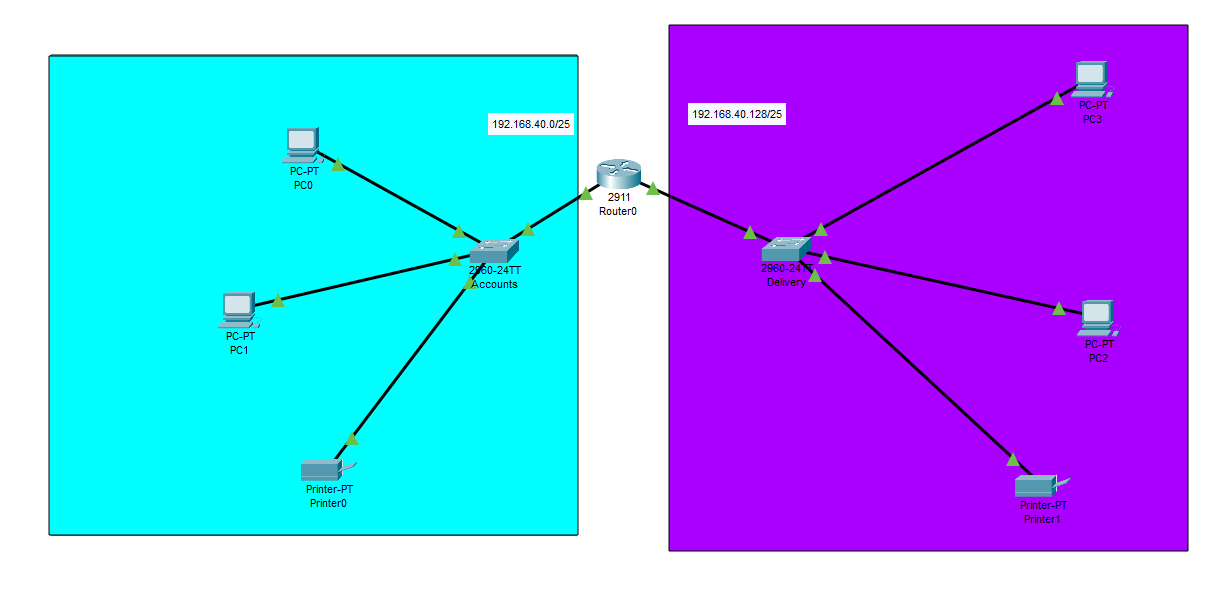 192.168.40.0/25
192.168.40.128/25
PC-PT
PC3
PC-PT
PC0
2911
Router0
2960-24TT
Accounts
2960-24TT
Delivery
PC-PT
PC1
PC-PT
PC2
Printer-PT
Printer0
Printer-PT
Printer1